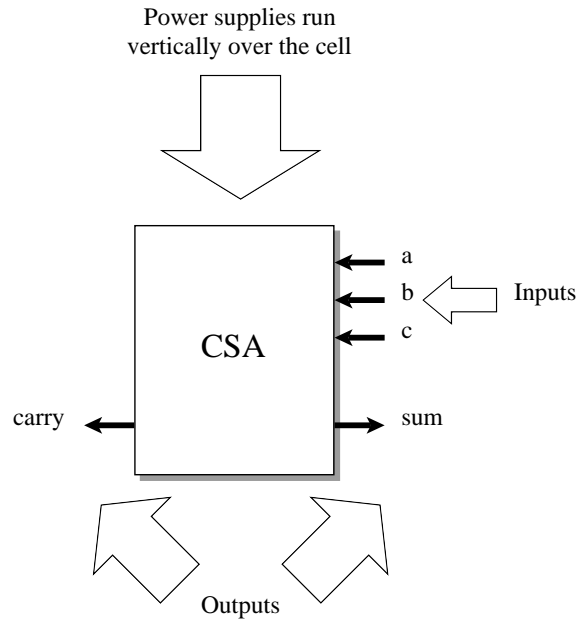 Power supplies run
vertically over the cell
a
b
Inputs
c
CSA
carry
sum
Outputs